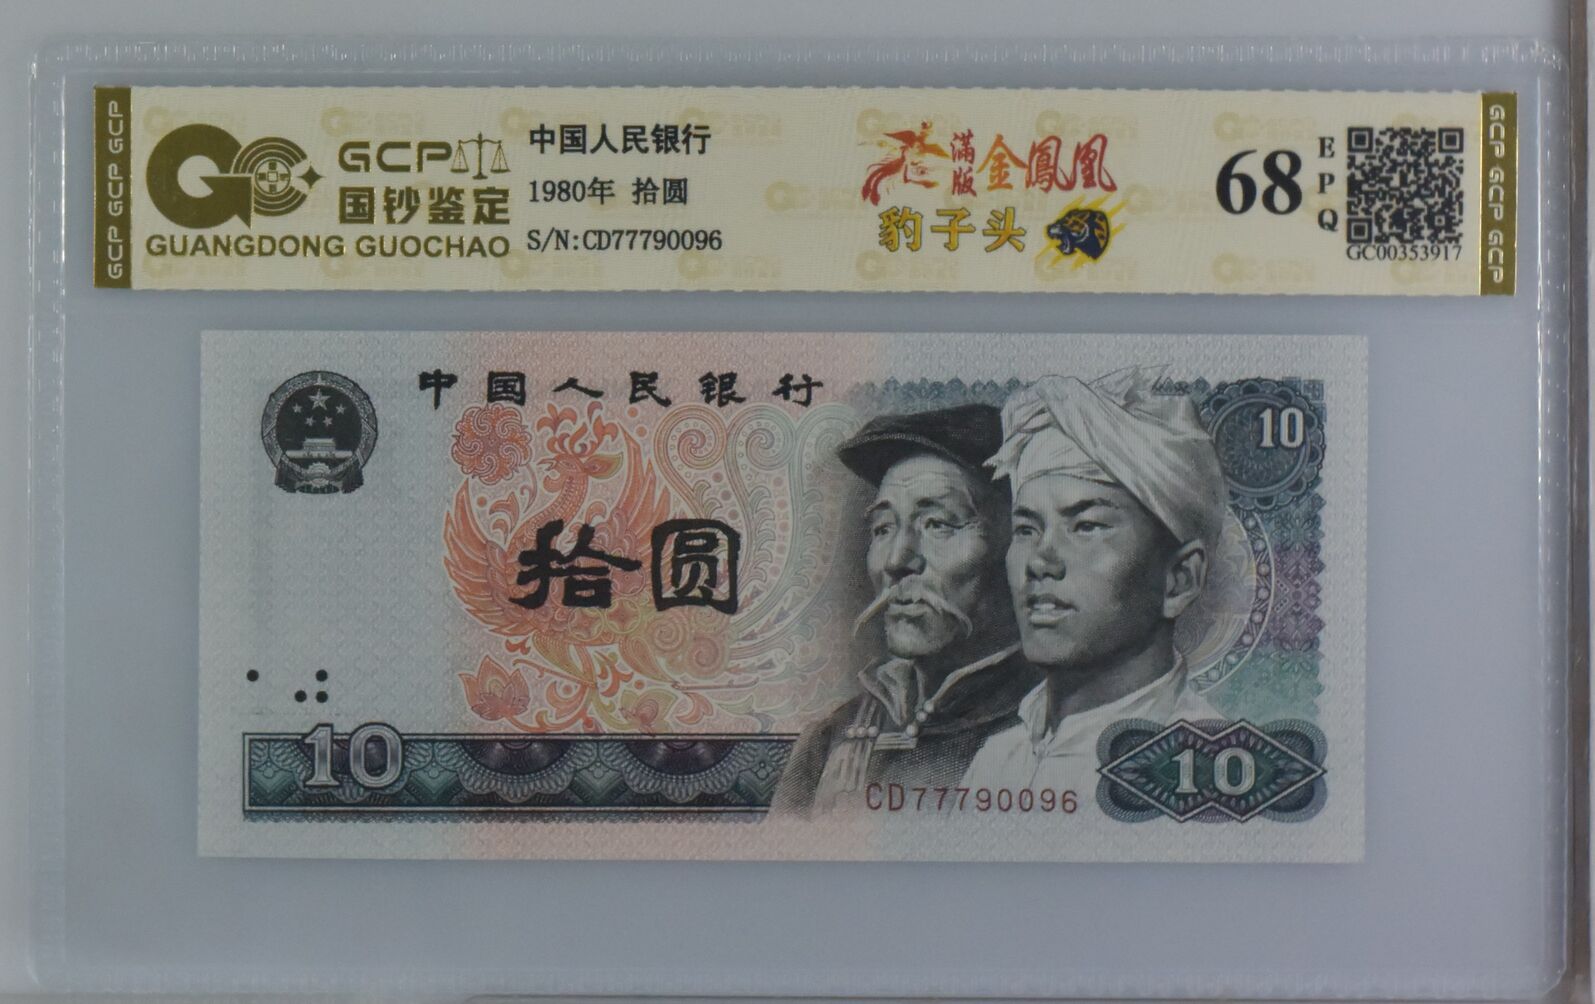 GCP GCP GCP
GCP
国钞鉴定
GUANGDONG GUOCHAO
中国人民银行
1980年 拾圆
S/N:CD77790096
满版金鳳凰
豹子头
68
EPQ
GC00353917
GCP GCP GCP
中国人民银行
10
拾圆
10
CD77790096
10